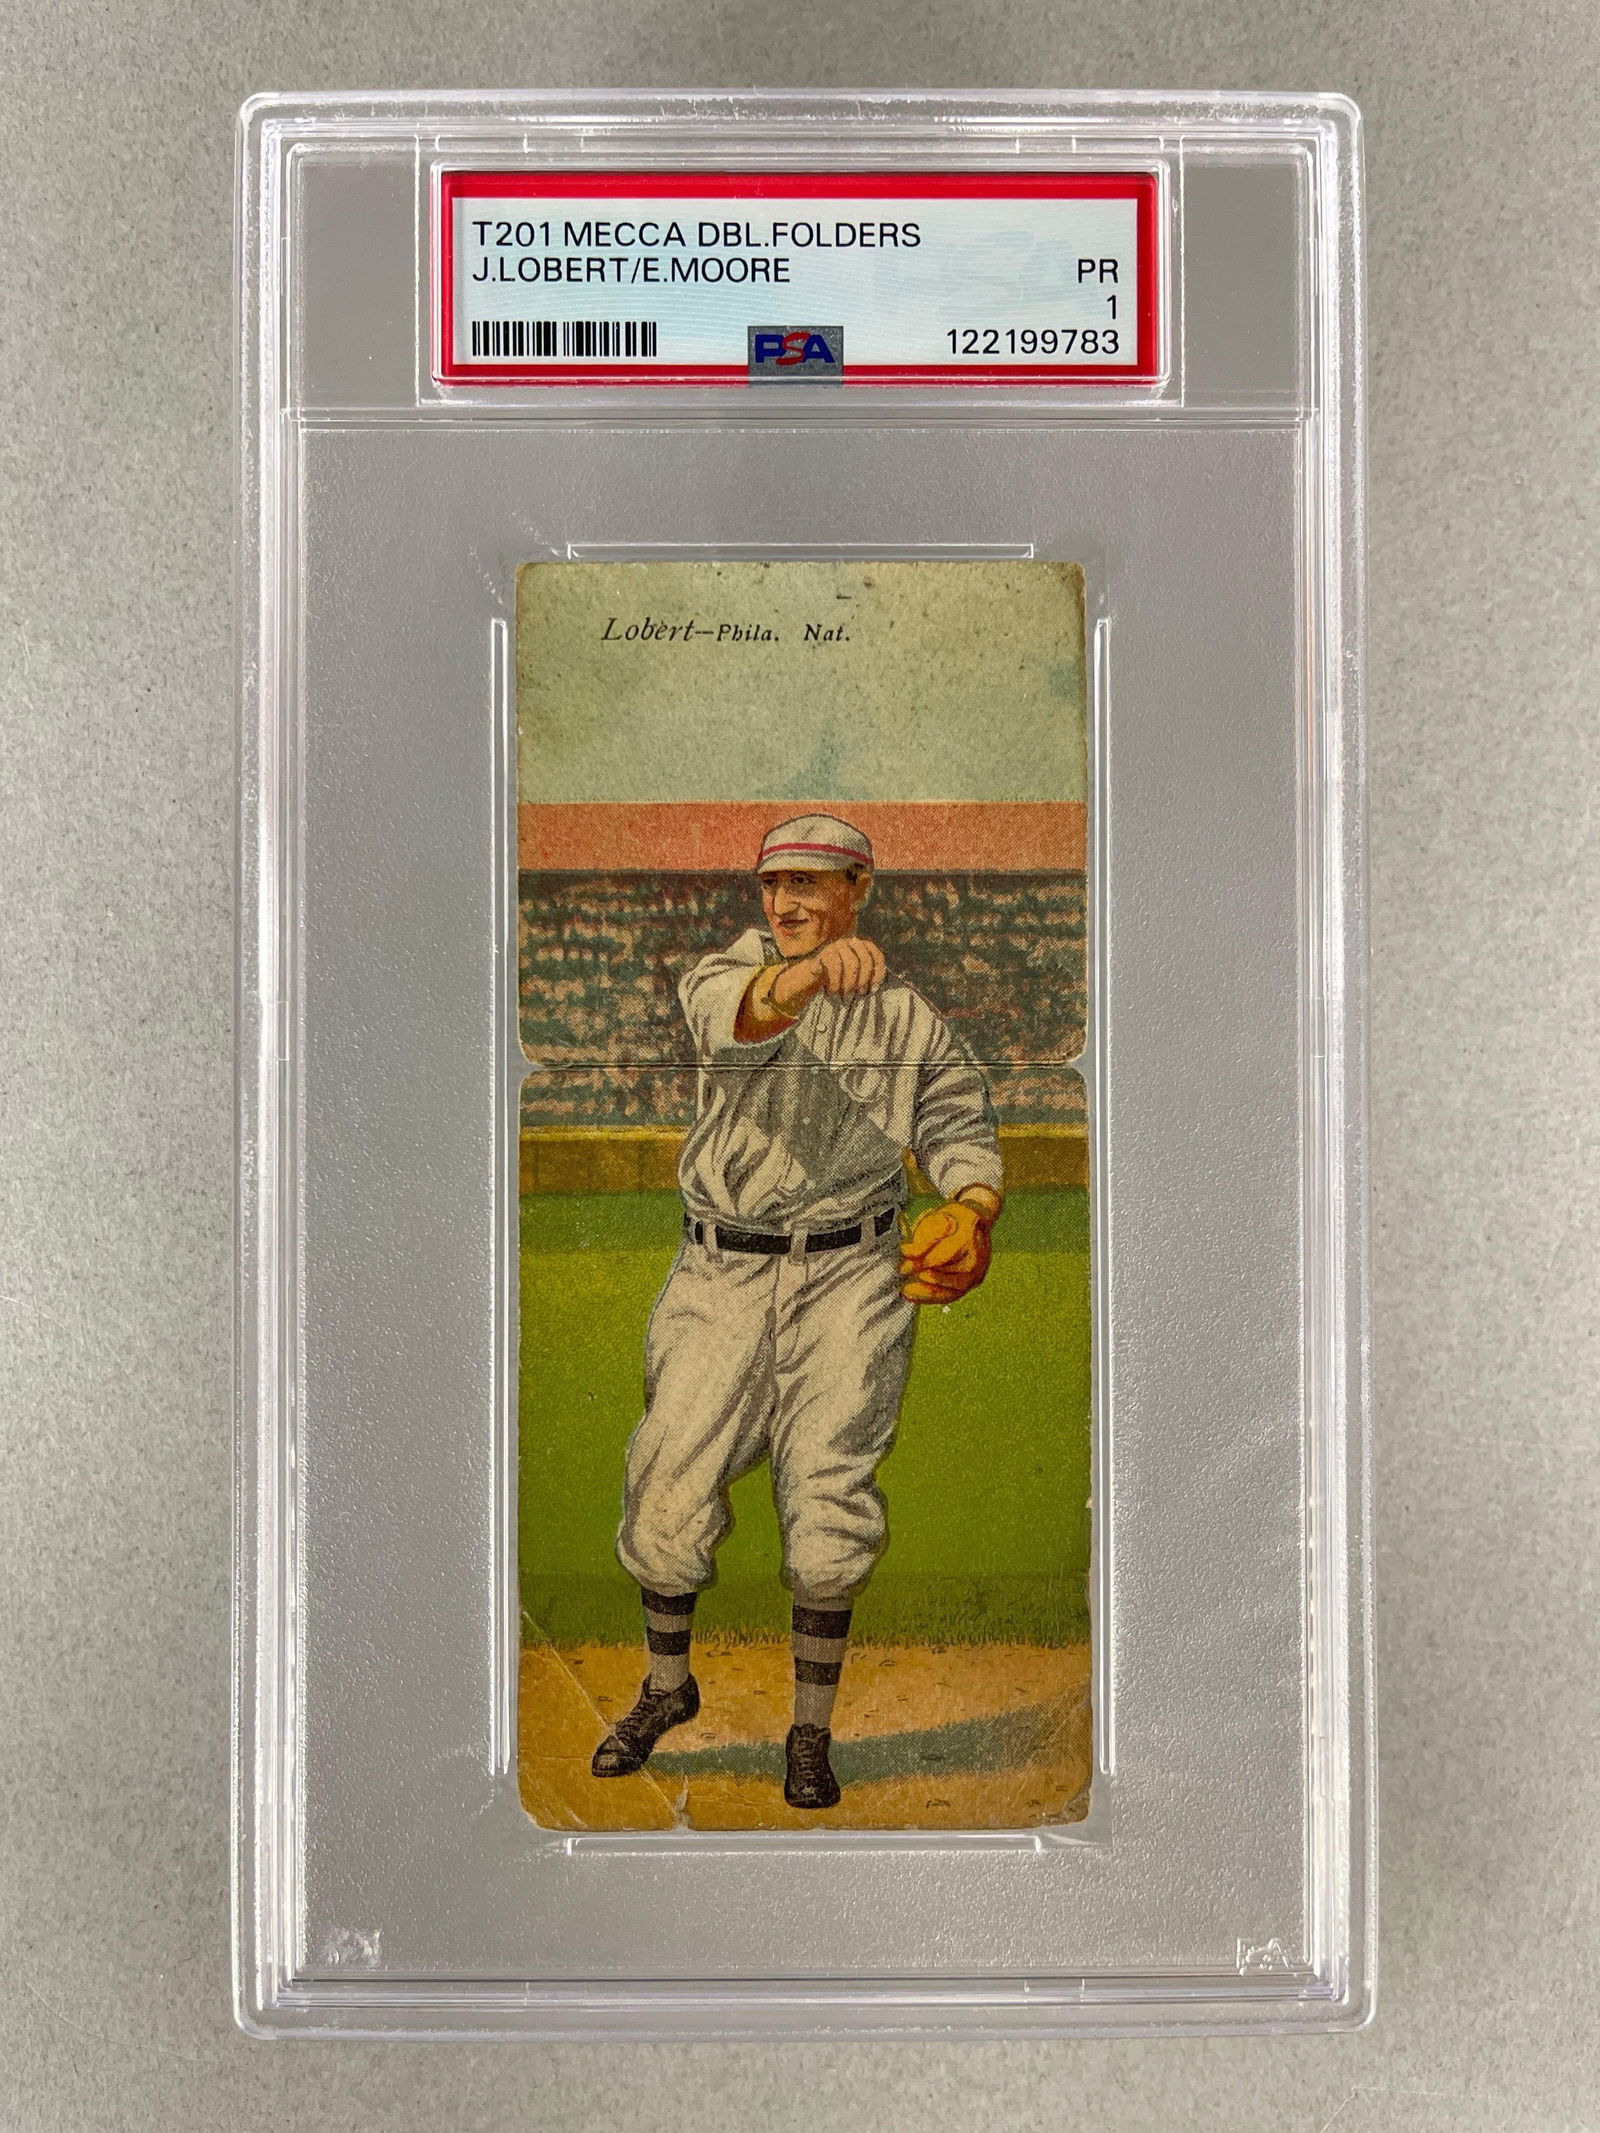 T201 MECCA DBL.FOLDERS
J.LOBERT/E.MOORE PR
1
PSA 122199783
Lobert—Phila. Nat.